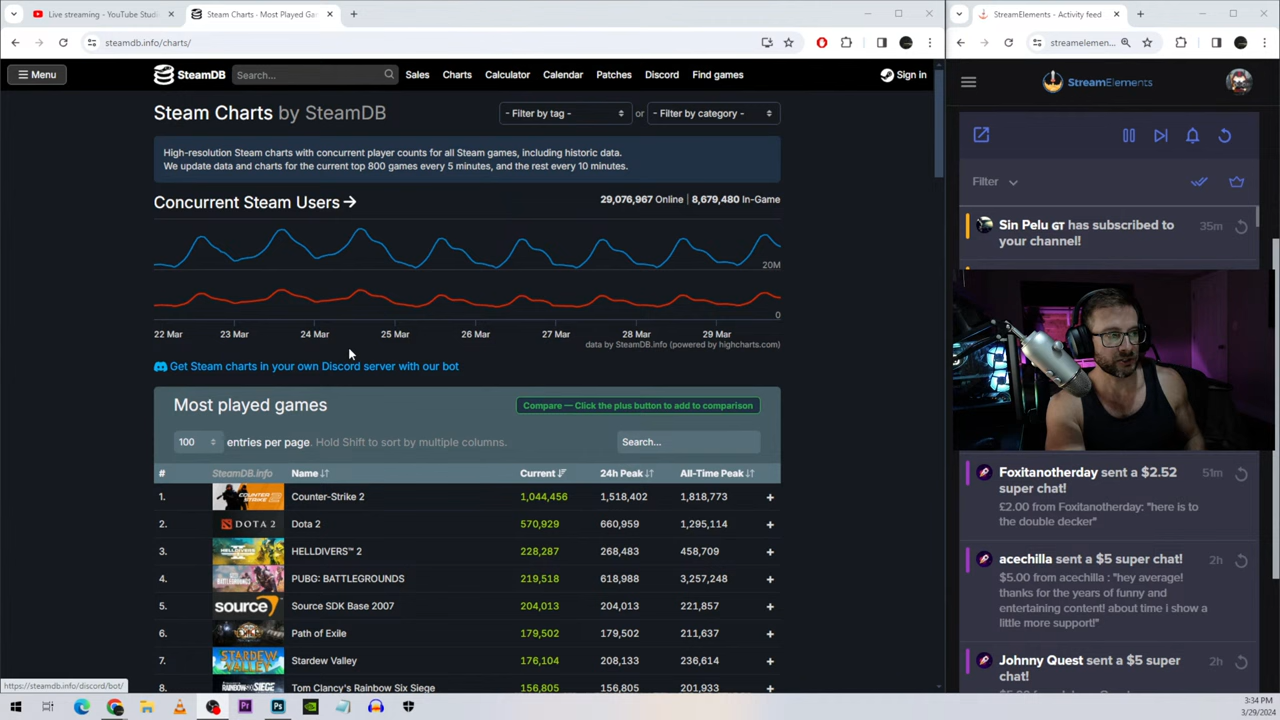 Live streaming - YouTube Studi
Steam Charts · Most Played Gam
StreamElements - Activity feed
steamdb.info/charts/
streamelemen...
Menu
SteamDB
Search...
Sales
Charts
Calculator
Calendar
Patches
Discord
Find games
Sign in
StreamElements
Steam Charts by SteamDB
- Filter by tag -
or
- Filter by category -
High-resolution Steam charts with concurrent player counts for all Steam games, including historic data.
We update data and charts for the current top 800 games every 5 minutes, and the rest every 10 minutes.
Concurrent Steam Users →
29,076,967 Online | 8,679,480 In-Game
20M
0
22 Mar 23 Mar 24 Mar 25 Mar 26 Mar 27 Mar 28 Mar 29 Mar
data by SteamDB.info (powered by highcharts.com)
Get Steam charts in your own Discord server with our bot
Most played games
Compare — Click the plus button to add to comparison
100 entries per page. Hold Shift to sort by multiple columns.
Search...
# SteamDB.info Name Current 24h Peak All-Time Peak
1. COUNTER-STRIKE Counter-Strike 2 1,044,456 1,518,402 1,818,773 +
2. DOTA 2 Dota 2 570,929 660,959 1,295,114 +
3. HELLDIVERS HELLDIVERS™ 2 228,287 268,483 458,709 +
4. PUBG: BATTLEGROUNDS 219,518 618,988 3,257,248 +
5. source Source SDK Base 2007 204,013 204,013 221,857 +
6. Path of Exile 179,502 179,502 211,637 +
7. STARDEW VALLEY Stardew Valley 176,104 208,133 236,614 +
8. Tom Clancy's Rainbow Six Siege 156,805 201,933 +
https://steamdb.info/discord/bot/
Filter
Sin Pelu GT has subscribed to
your channel!
35m
Foxitanotherday sent a $2.52
super chat!
51m
£2.00 from Foxitanotherday: "here is to
the double decker"
acechilla sent a $5 super chat!
2h
$5.00 from acechilla : "hey average!
thanks for the years of funny and
entertaining content! about time i show a
little more support!"
Johnny Quest sent a $5 super
chat!
2h
3:34 PM
3/29/2024